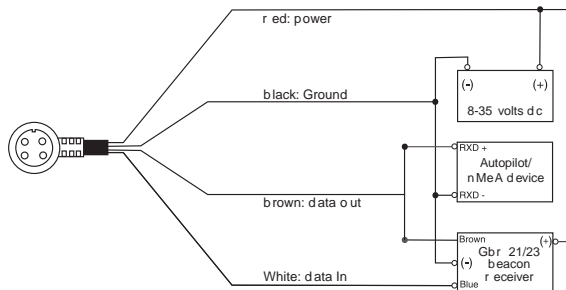 r ed: power
(-) (+)
8-35 volts dc
black: Ground
RXD +
Autopilot/
nMeA device
RXD -
brown: data out
Brown (+)
Gbr 21/23
beacon
r eceiver
(-)
White: data In
Blue